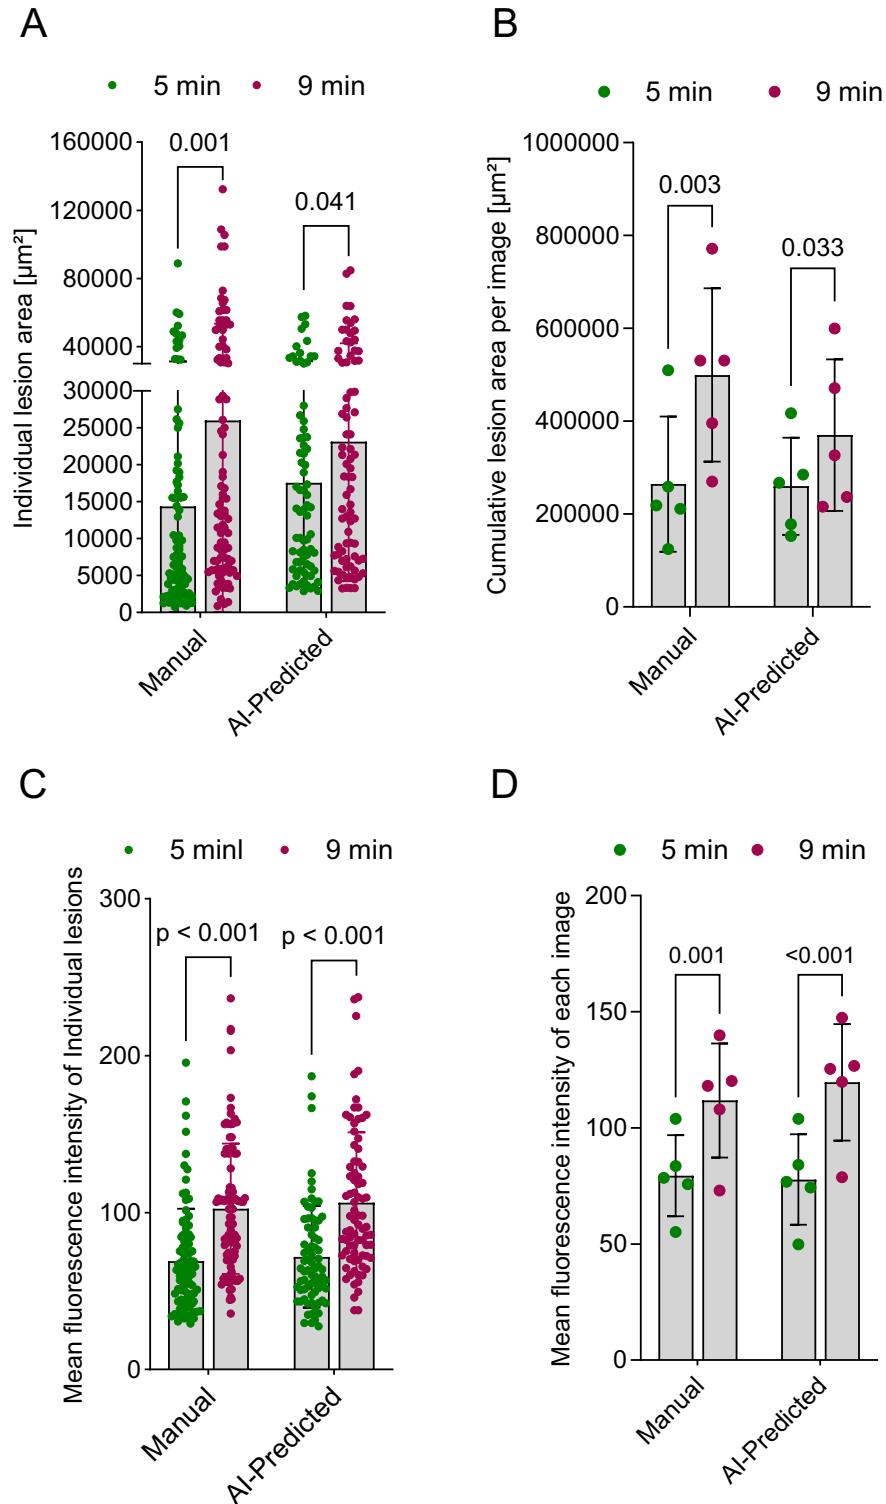 A
5 min 9 min
Individual lesion area [µm²]
160000
120000
80000
40000
30000
25000
20000
15000
10000
5000
0
0.001
0.041
Manual
AI-Predicted
B
5 min 9 min
Cumulative lesion area per image [µm²]
1000000
800000
600000
400000
200000
0
0.003
0.033
Manual
AI-Predicted
C
5 minl 9 min
Mean fluorescence intensity of Individual lesions
300
200
100
0
p < 0.001
p < 0.001
Manual
AI-Predicted
D
5 min 9 min
Mean fluorescence intensity of each image
200
150
100
50
0
0.001
<0.001
Manual
AI-Predicted